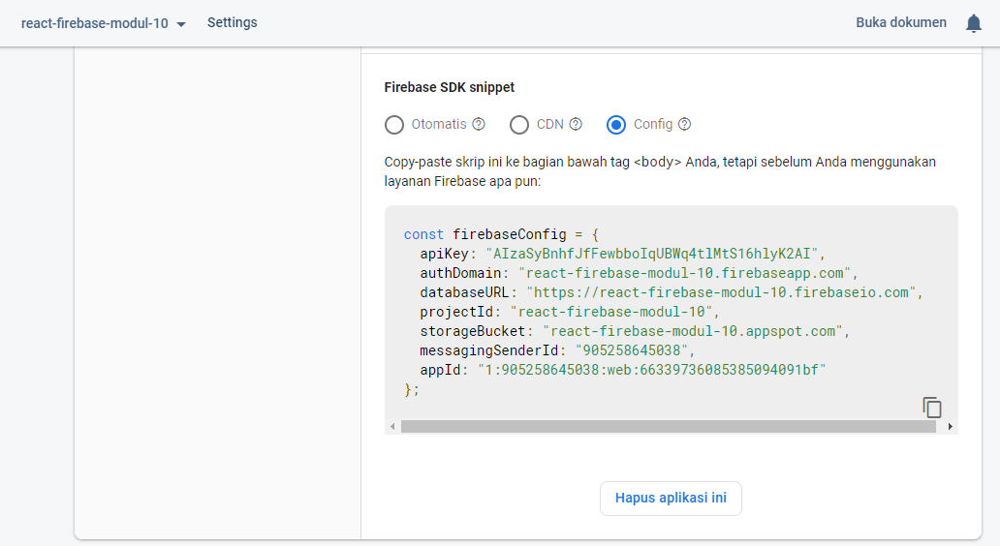 react-firebase-modul-10 Settings Buka dokumen
Firebase SDK snippet
Otomatis CDN Config
Copy-paste skrip ini ke bagian bawah tag <body> Anda, tetapi sebelum Anda menggunakan
layanan Firebase apa pun:
const firebaseConfig = {
  apiKey: "AIzaSyBnhfJfFewbboIqUBWq4tlMtS16hlyK2AI",
  authDomain: "react-firebase-modul-10.firebaseapp.com",
  databaseURL: "https://react-firebase-modul-10.firebaseio.com",
  projectId: "react-firebase-modul-10",
  storageBucket: "react-firebase-modul-10.appspot.com",
  messagingSenderId: "905258645038",
  appId: "1:905258645038:web:66339736085385094091bf"
};
Hapus aplikasi ini